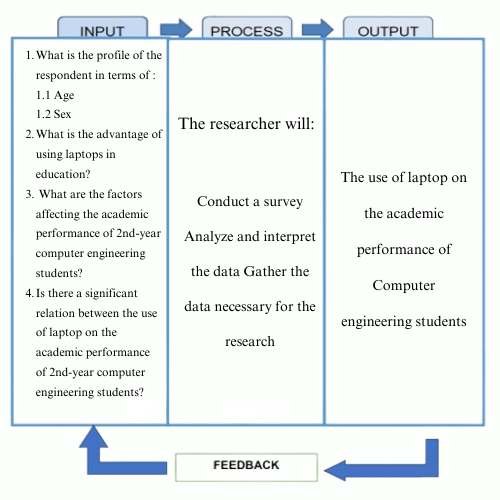 INPUT
PROCESS
OUTPUT
1. What is the profile of the
respondent in terms of :
1.1 Age
1.2 Sex
2. What is the advantage of
using laptops in
education?
3. What are the factors
affecting the academic
performance of 2nd-year
computer engineering
students?
4. Is there a significant
relation between the use
of laptop on the
academic performance
of 2nd-year computer
engineering students?
The researcher will:
Conduct a survey
Analyze and interpret
the data Gather the
data necessary for the
research
The use of laptop on
the academic
performance of
Computer
engineering students
FEEDBACK